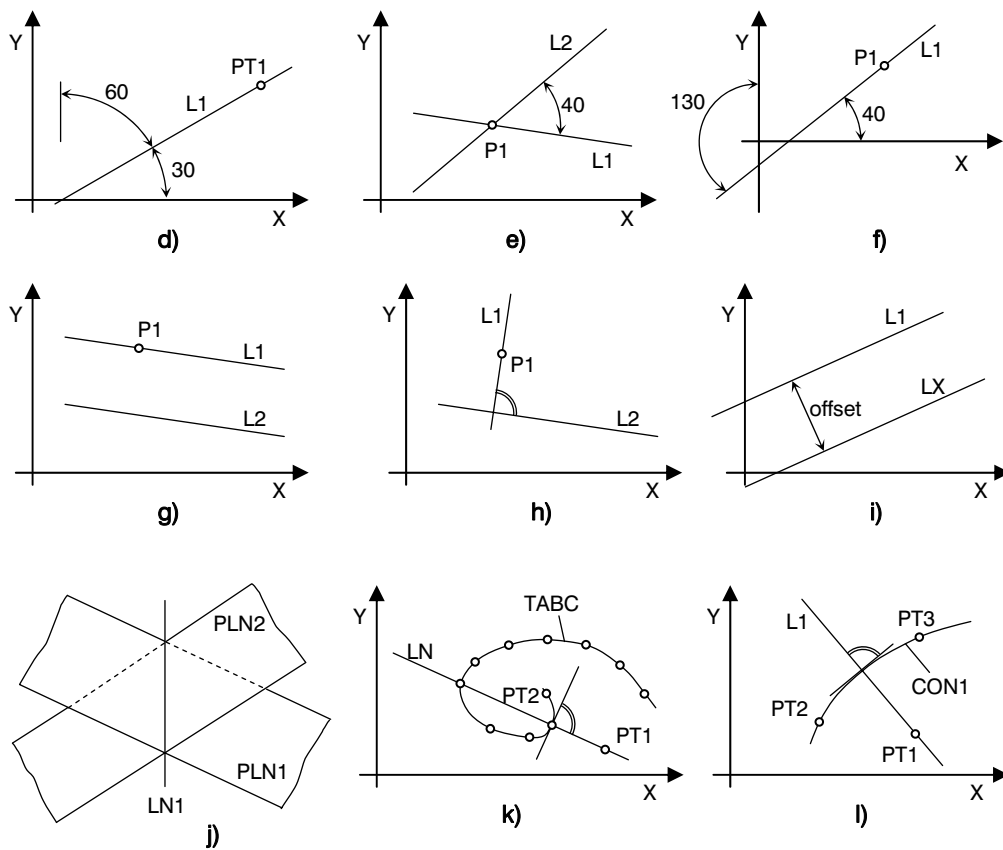 Y
60
L1
PT1
30
X
d)
Y
L2
40
P1
L1
X
e)
Y
P1
L1
130
40
X
f)
Y
P1
L1
L2
X
g)
Y
L1
P1
L2
X
h)
Y
L1
LX
offset
X
i)
PLN2
PLN1
LN1
j)
Y
TABC
LN
PT2
PT1
X
k)
Y
L1
PT3
CON1
PT2
PT1
X
l)